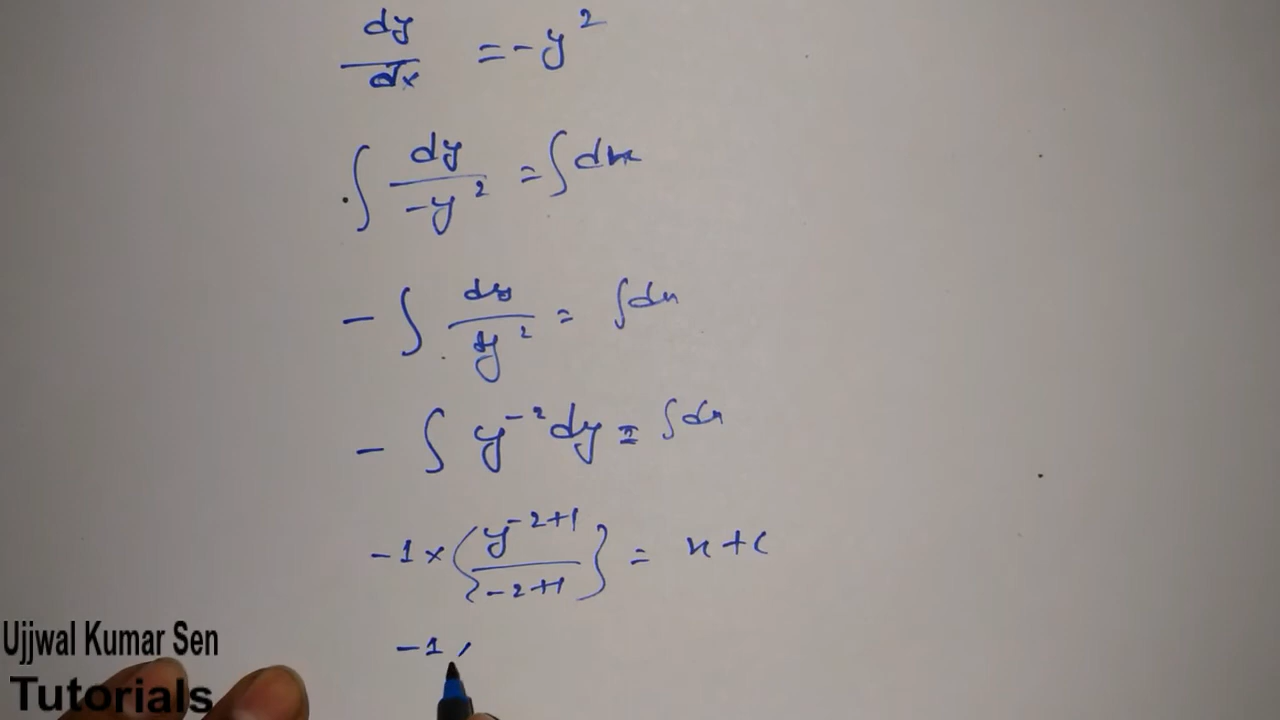 dy/dx = -y²
∫ dy/-y² = ∫dx
- ∫ dy/y² = ∫dx
- ∫ y⁻² dy = ∫dx
-1 × { y⁻²⁺¹/-2+1 } = x + c
-1
Ujjwal Kumar Sen
Tutorials